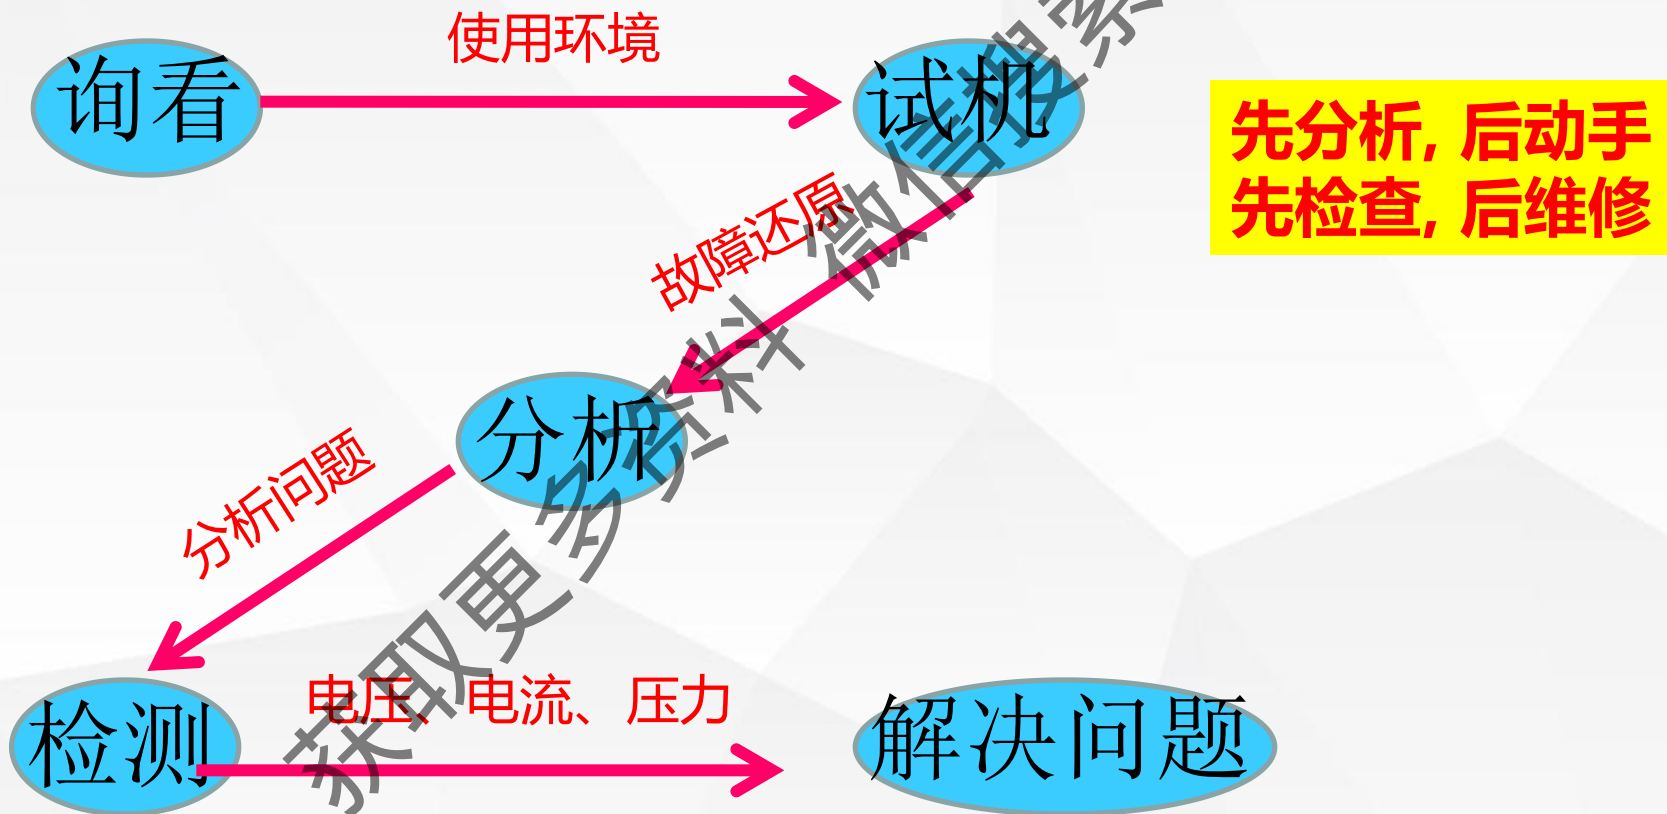 使用环境
询看
试机
先分析, 后动手
先检查, 后维修
故障还原
分析
分析问题
电压、电流、压力
检测
解决问题
获取更多资料 微信搜索